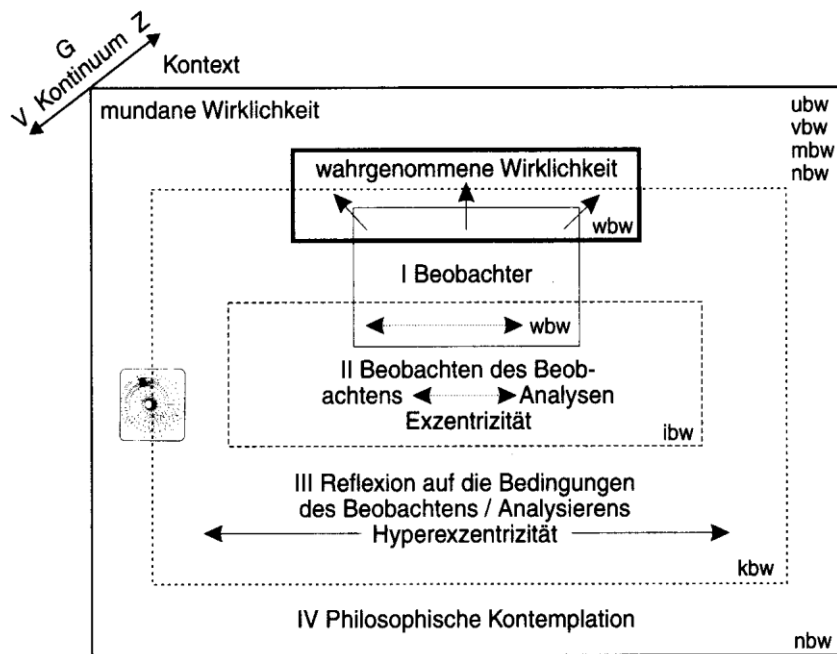 G
V Kontinuum Z
Kontext
mundane Wirklichkeit
ubw
vbw
mbw
nbw
wahrgenommene Wirklichkeit
wbw
I Beobachter
wbw
II Beobachten des Beob-
achtens Analysen
Exzentrizität
ibw
III Reflexion auf die Bedingungen
des Beobachtens / Analysierens
Hyperexzentrizität
kbw
IV Philosophische Kontemplation
nbw